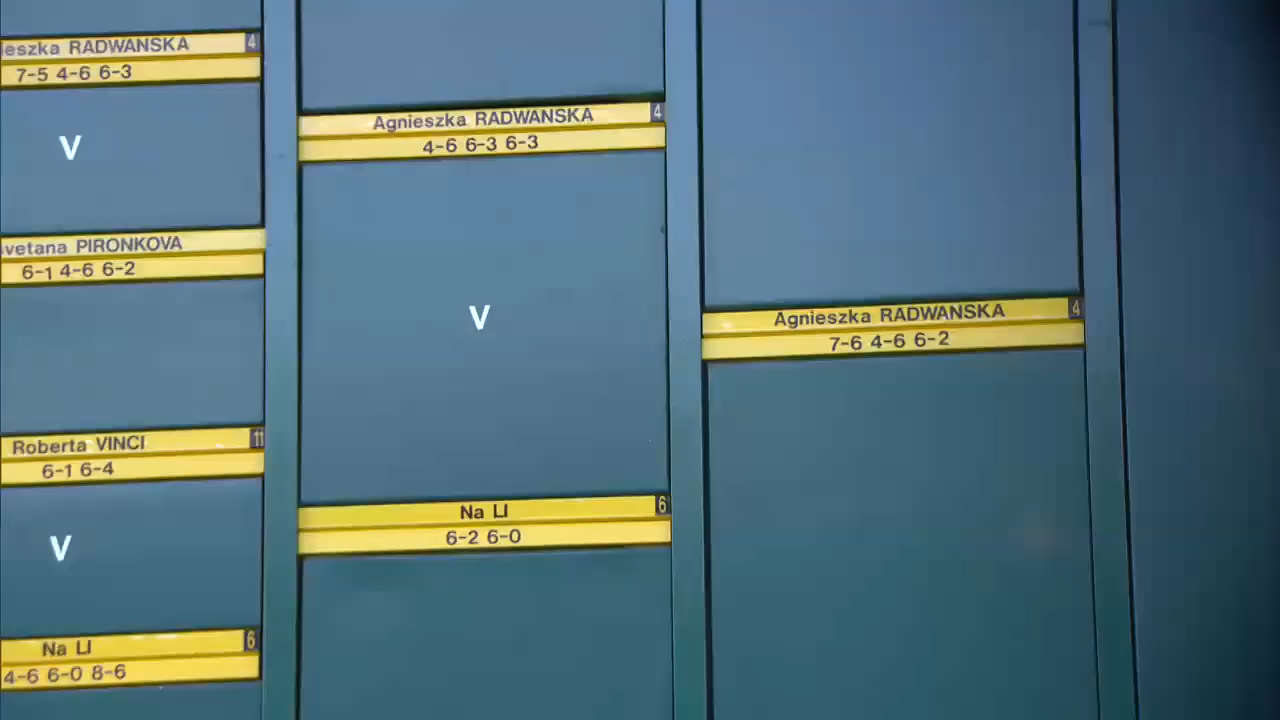 RADWANSKA 4
7-5 4-6 6-3
V
PIRONKOVA
6-1 4-6 6-2
Roberta VINCI 11
6-1 6-4
V
Na LI 6
4-6 6-0 8-6
Agnieszka RADWANSKA 4
4-6 6-3 6-3
V
Na LI 6
6-2 6-0
Agnieszka RADWANSKA 4
7-6 4-6 6-2